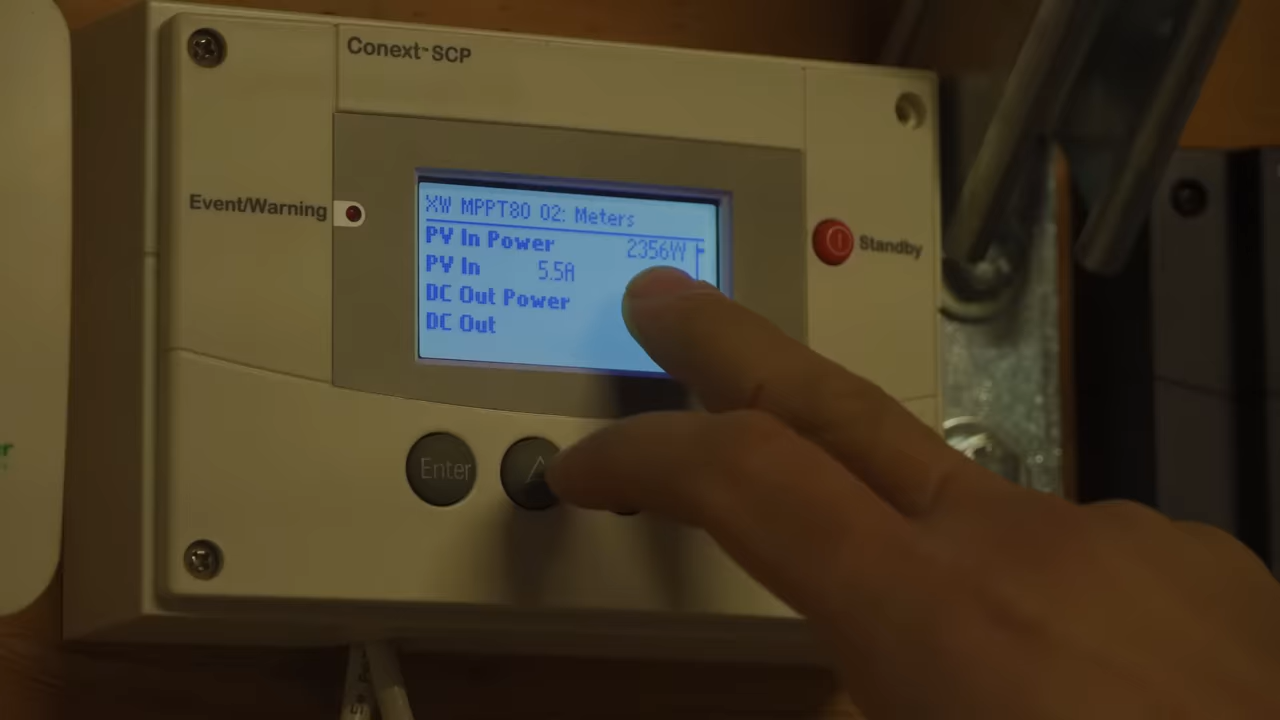 Conext™ SCP
Event/Warning
XW MPPT80 02: Meters
PV In Power 2356W
PV In 5.5A
DC Out Power
DC Out
Standby
Enter